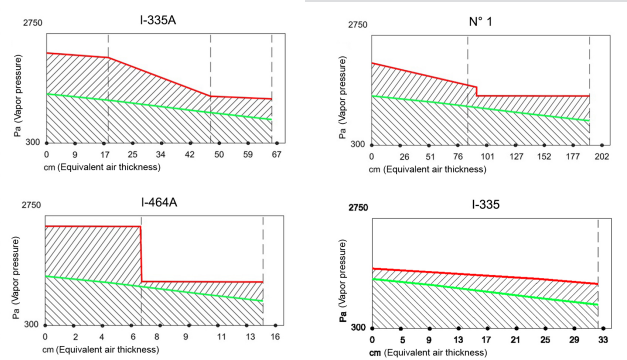 I-335A
2750
Pa (Vapor pressure)
300
0 9 17 25 34 42 50 59 67
cm (Equivalent air thickness)
N° 1
2750
Pa (Vapor pressure)
300
0 26 51 76 101 127 152 177 202
cm (Equivalent air thickness)
I-464A
2750
Pa (Vapor pressure)
300
0 2 4 6 8 9 11 13 16
cm (Equivalent air thickness)
I-335
2750
Pa (Vapor pressure)
300
0 5 9 13 17 21 25 29 33
cm (Equivalent air thickness)